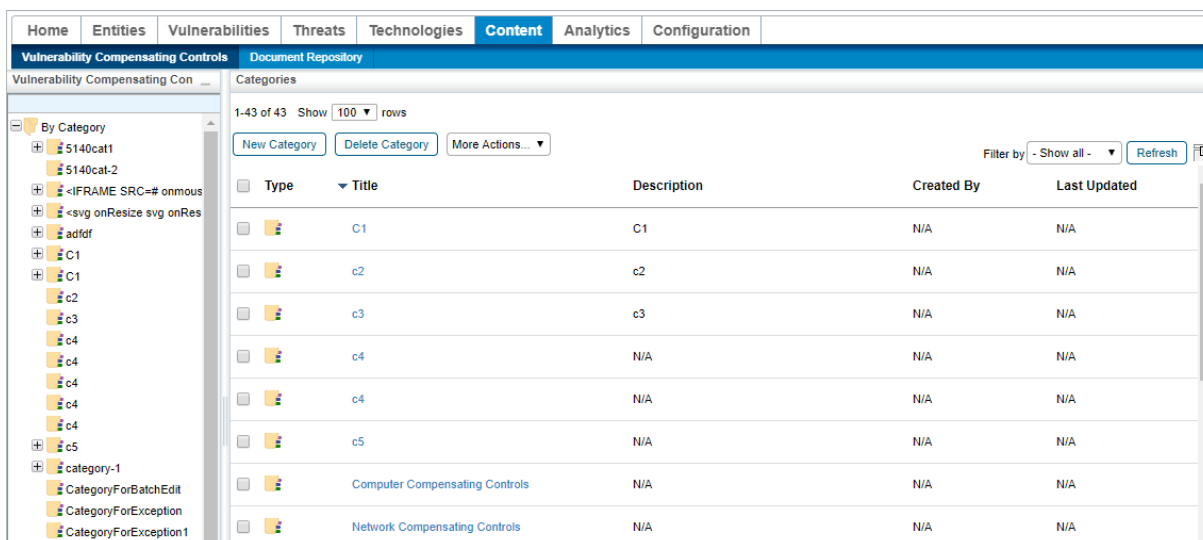 Home Entities Vulnerabilities Threats Technologies Content Analytics Configuration
Vulnerability Compensating Controls Document Repository
Vulnerability Compensating Con
By Category
5140cat1
5140cat-2
<IFRAME SRC=# onmous
<svg onResize svg onRes
adfdf
C1
C1
c2
c3
c4
c4
c4
c4
c4
c5
category-1
CategoryForBatchEdit
CategoryForException
CategoryForException1
Categories
1-43 of 43 Show 100 rows
New Category Delete Category More Actions...
Filter by - Show all - Refresh
Type Title Description Created By Last Updated
C1 C1 N/A N/A
c2 c2 N/A N/A
c3 c3 N/A N/A
c4 N/A N/A N/A
c4 N/A N/A N/A
c5 N/A N/A N/A
Computer Compensating Controls N/A N/A N/A
Network Compensating Controls N/A N/A N/A